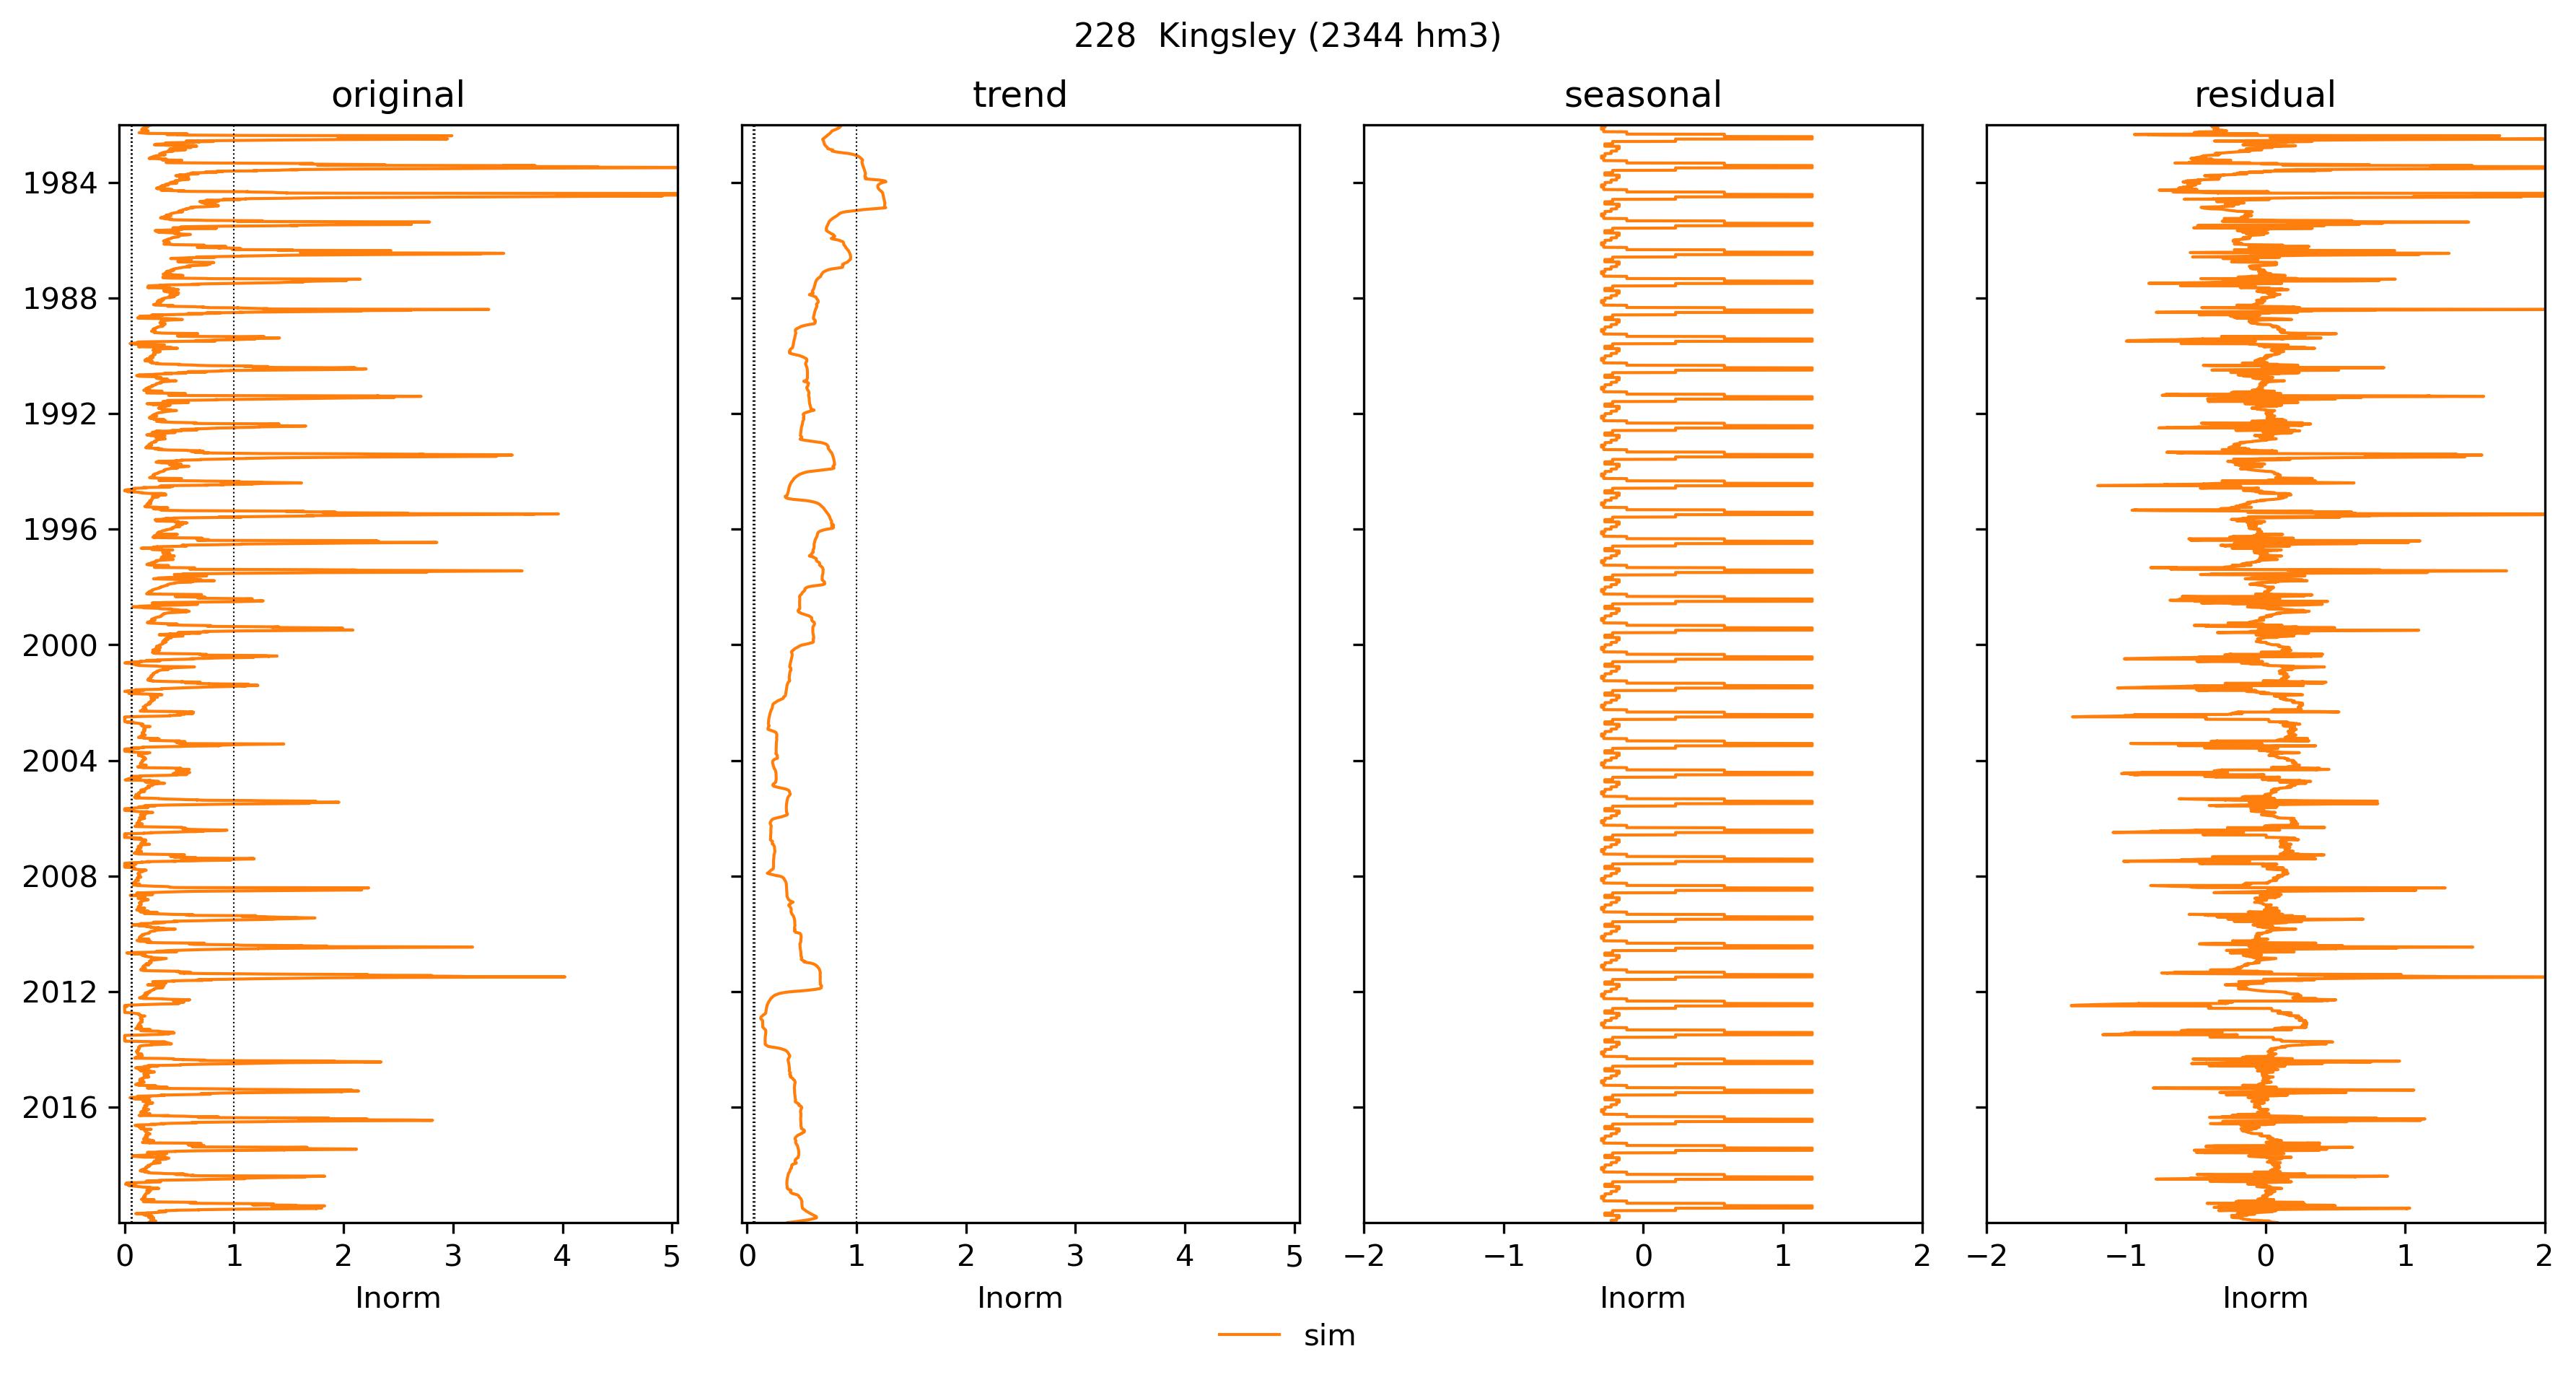 228  Kingsley (2344 hm3)
original
trend
seasonal
residual
1984
1988
1992
1996
2000
2004
2008
2012
2016
0 1 2 3 4 5
0 1 2 3 4 5
−2 −1 0 1 2
−2 −1 0 1 2
Inorm
Inorm
Inorm
Inorm
sim